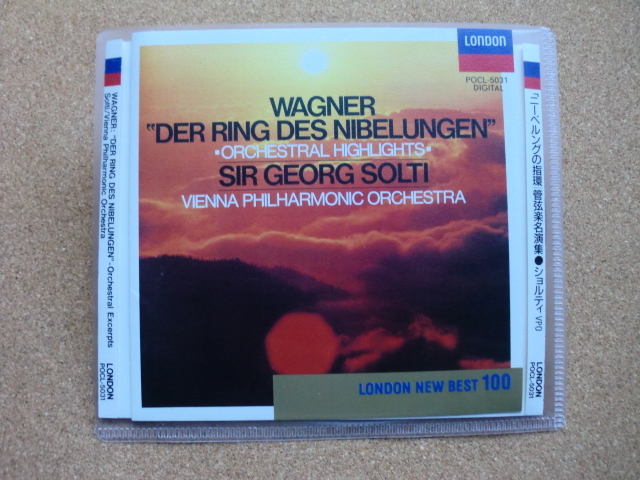 LONDON
POCL-5031
DIGITAL
WAGNER
"DER RING DES NIBELUNGEN"
•ORCHESTRAL HIGHLIGHTS•
SIR GEORG SOLTI
VIENNA PHILHARMONIC ORCHESTRA
LONDON NEW BEST 100
WAGNER: "DER RING DES NIBELUNGEN"-Orchestral Excerpts
Solti/Vienna Philharmonic Orchestra
LONDON
POCL-5031
ニーベルングの指環 管弦楽名演集●ショルティ VPO
LONDON
POCL-5031